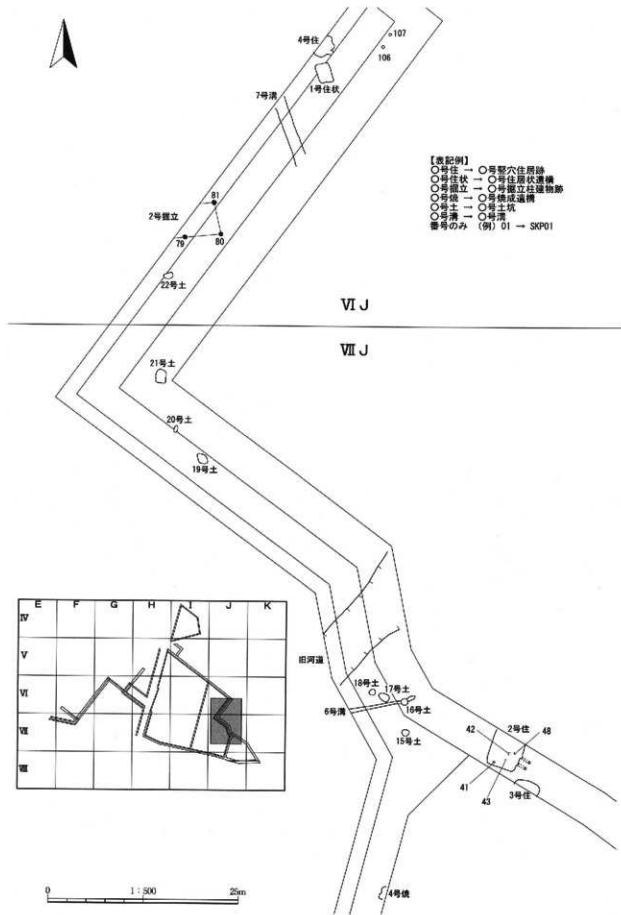 107
4号住
106
1号住状
7号溝
【表記例】
○号住 → ○号竪穴住居跡
○号住状 → ○号住居状遺構
○号掘立 → ○号掘立柱建物跡
○号焼 → ○号焼成遺構
○号土 → ○号土坑
○号溝 → ○号溝
番号のみ (例) 01 → SKP01
81
2号掘立
79
80
22号土
Ⅵ J
Ⅶ J
21号土
20号土
19号土
E F G H I J K
Ⅳ
Ⅴ
Ⅵ
Ⅶ
Ⅷ
旧河道
18号土
17号土
6号溝
16号土
15号土
42
2号住
48
41
43
3号住
4号焼
0 1:500 25m